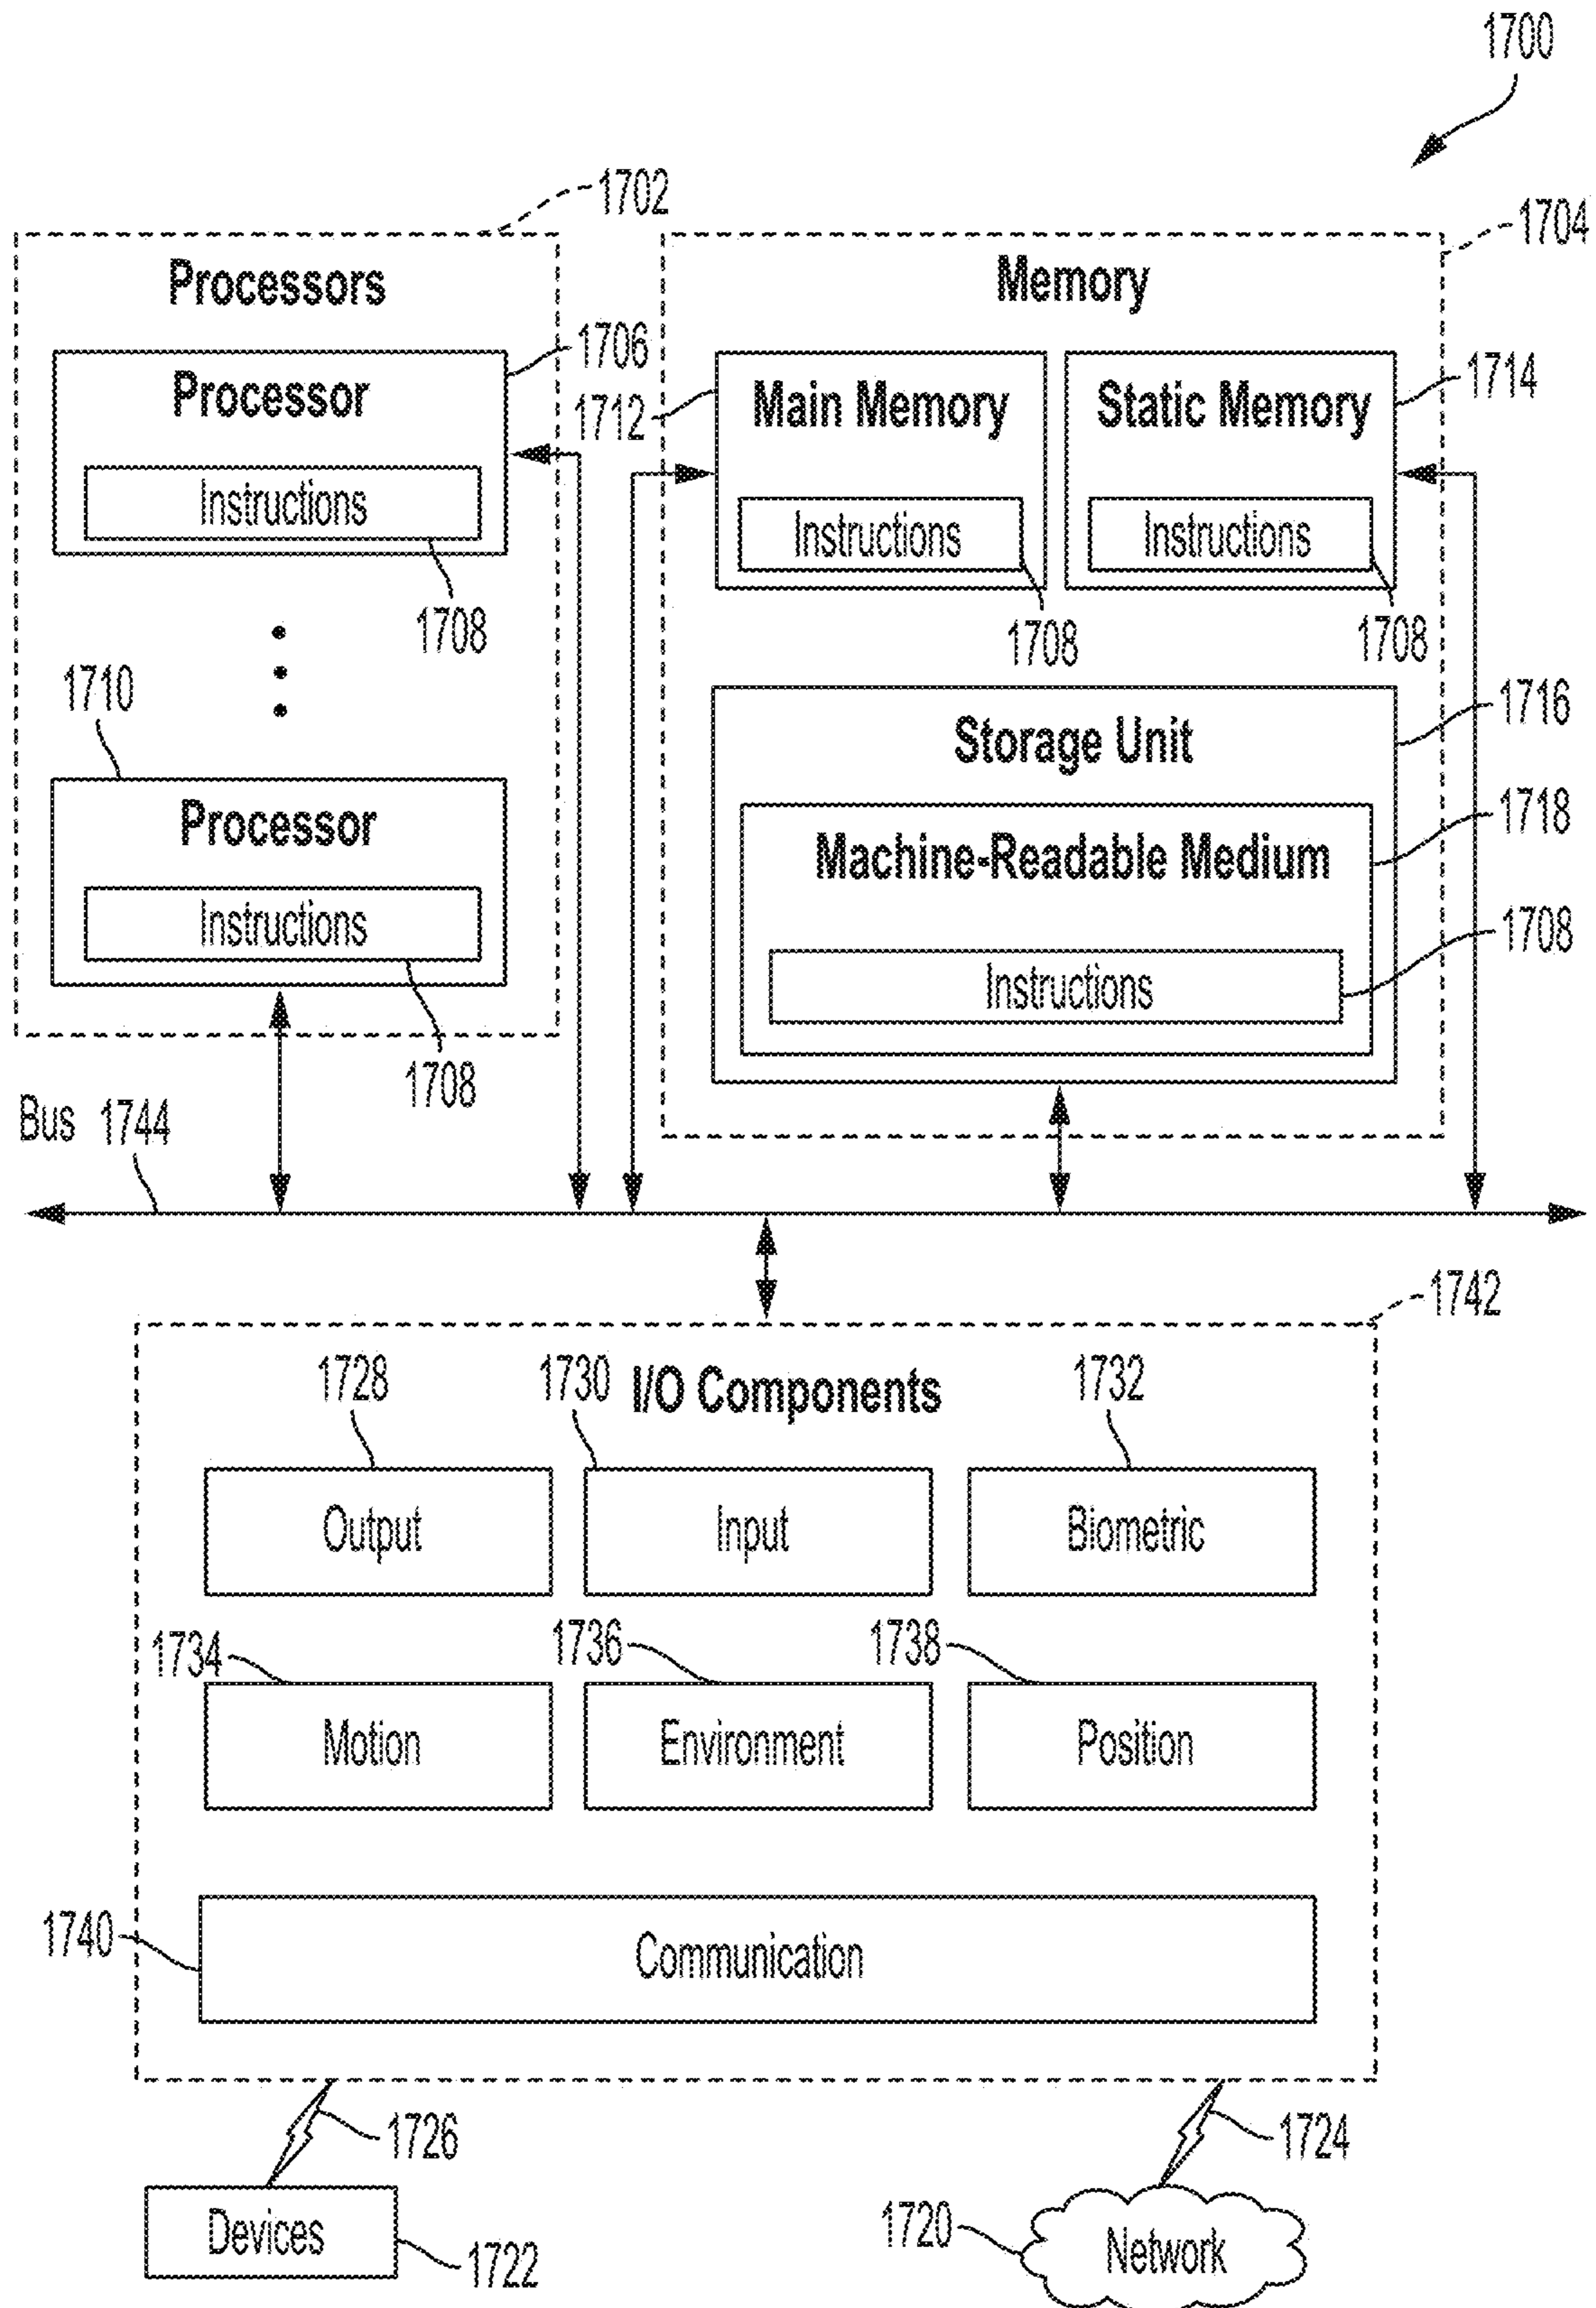 1700
1702
1704
Processors
Memory
1706
Processor
1712
Main Memory
Static Memory
1714
Instructions
Instructions
Instructions
1708
1708
1708
1710
1716
Storage Unit
1718
Processor
Machine-Readable Medium
Instructions
1708
Instructions
1708
Bus 1744
1742
1728
1730
I/O Components
1732
Output
Input
Biometric
1734
1736
1738
Motion
Environment
Position
1740
Communication
1726
1724
1720
Devices
Network
1722